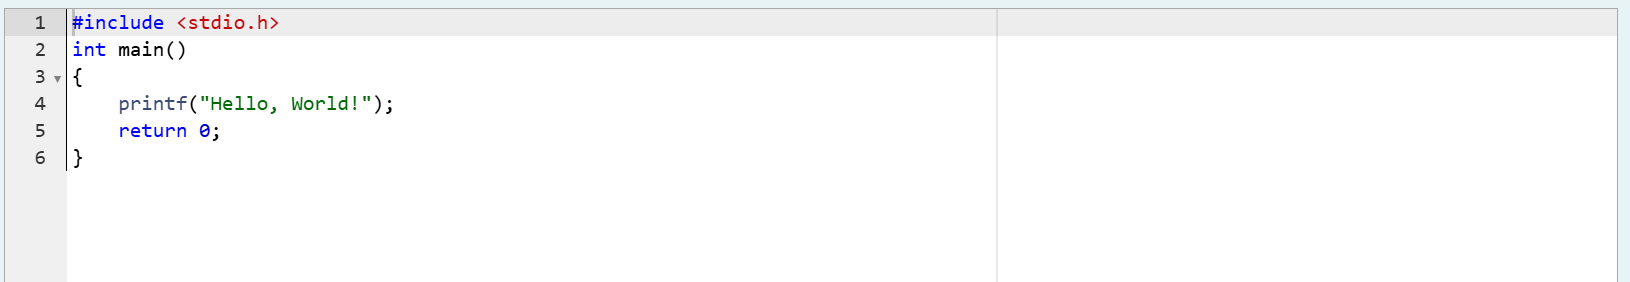 1 #include <stdio.h>
2 int main()
3 {
4     printf("Hello, World!");
5     return 0;
6 }